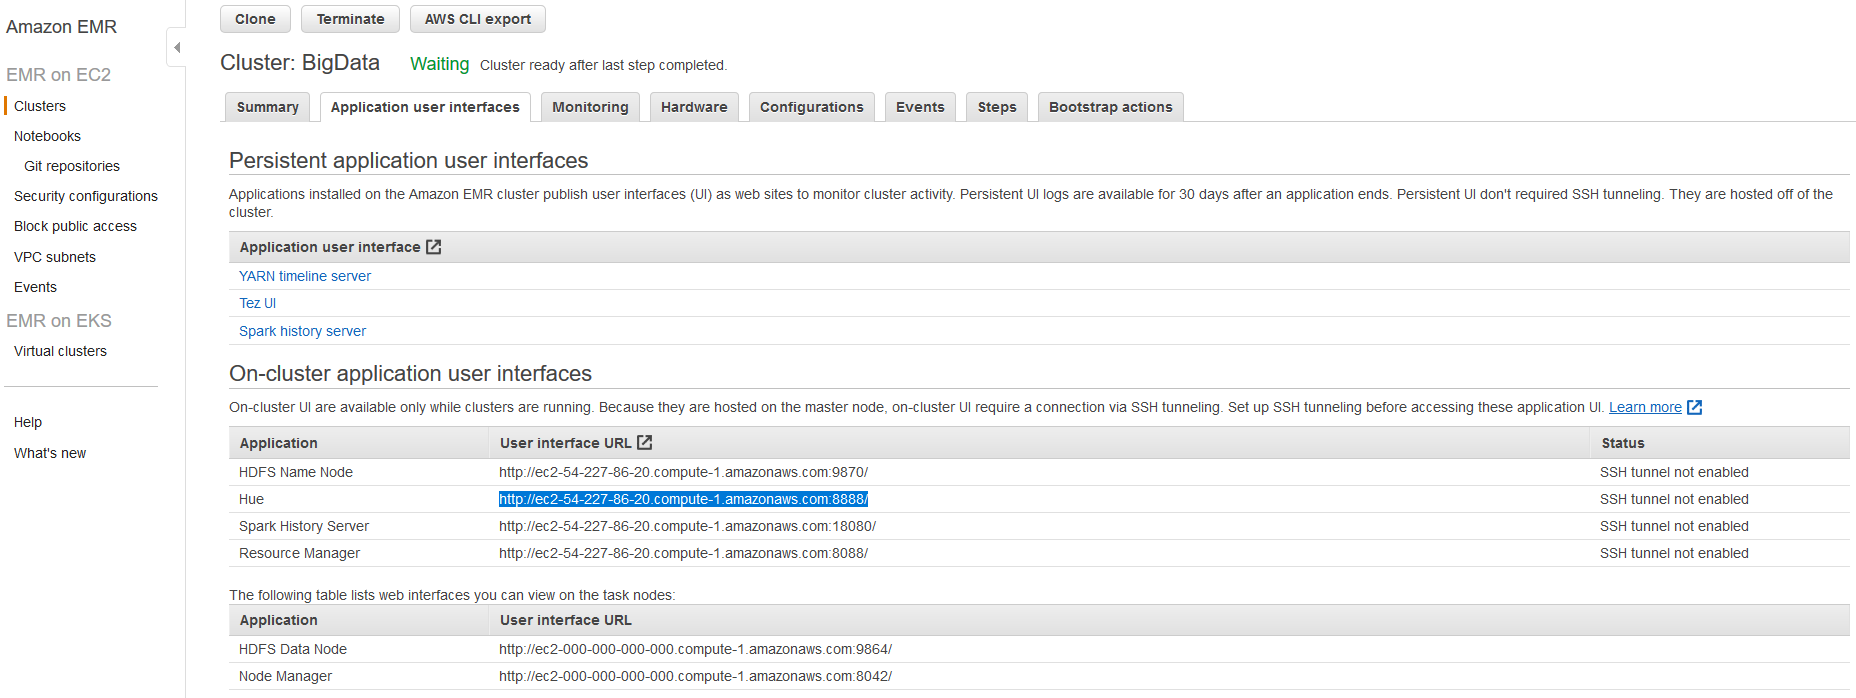 Amazon EMR
EMR on EC2
Clusters
Notebooks
Git repositories
Security configurations
Block public access
VPC subnets
Events
EMR on EKS
Virtual clusters
Help
What's new
Clone Terminate AWS CLI export
Cluster: BigData Waiting Cluster ready after last step completed.
Summary Application user interfaces Monitoring Hardware Configurations Events Steps Bootstrap actions
Persistent application user interfaces
Applications installed on the Amazon EMR cluster publish user interfaces (UI) as web sites to monitor cluster activity. Persistent UI logs are available for 30 days after an application ends. Persistent UI don't required SSH tunneling. They are hosted off of the
cluster.
Application user interface
YARN timeline server
Tez UI
Spark history server
On-cluster application user interfaces
On-cluster UI are available only while clusters are running. Because they are hosted on the master node, on-cluster UI require a connection via SSH tunneling. Set up SSH tunneling before accessing these application UI. Learn more
Application User interface URL Status
HDFS Name Node http://ec2-54-227-86-20.compute-1.amazonaws.com:9870/ SSH tunnel not enabled
Hue http://ec2-54-227-86-20.compute-1.amazonaws.com:8888/ SSH tunnel not enabled
Spark History Server http://ec2-54-227-86-20.compute-1.amazonaws.com:18080/ SSH tunnel not enabled
Resource Manager http://ec2-54-227-86-20.compute-1.amazonaws.com:8088/ SSH tunnel not enabled
The following table lists web interfaces you can view on the task nodes:
Application User interface URL
HDFS Data Node http://ec2-000-000-000-000.compute-1.amazonaws.com:9864/
Node Manager http://ec2-000-000-000-000.compute-1.amazonaws.com:8042/